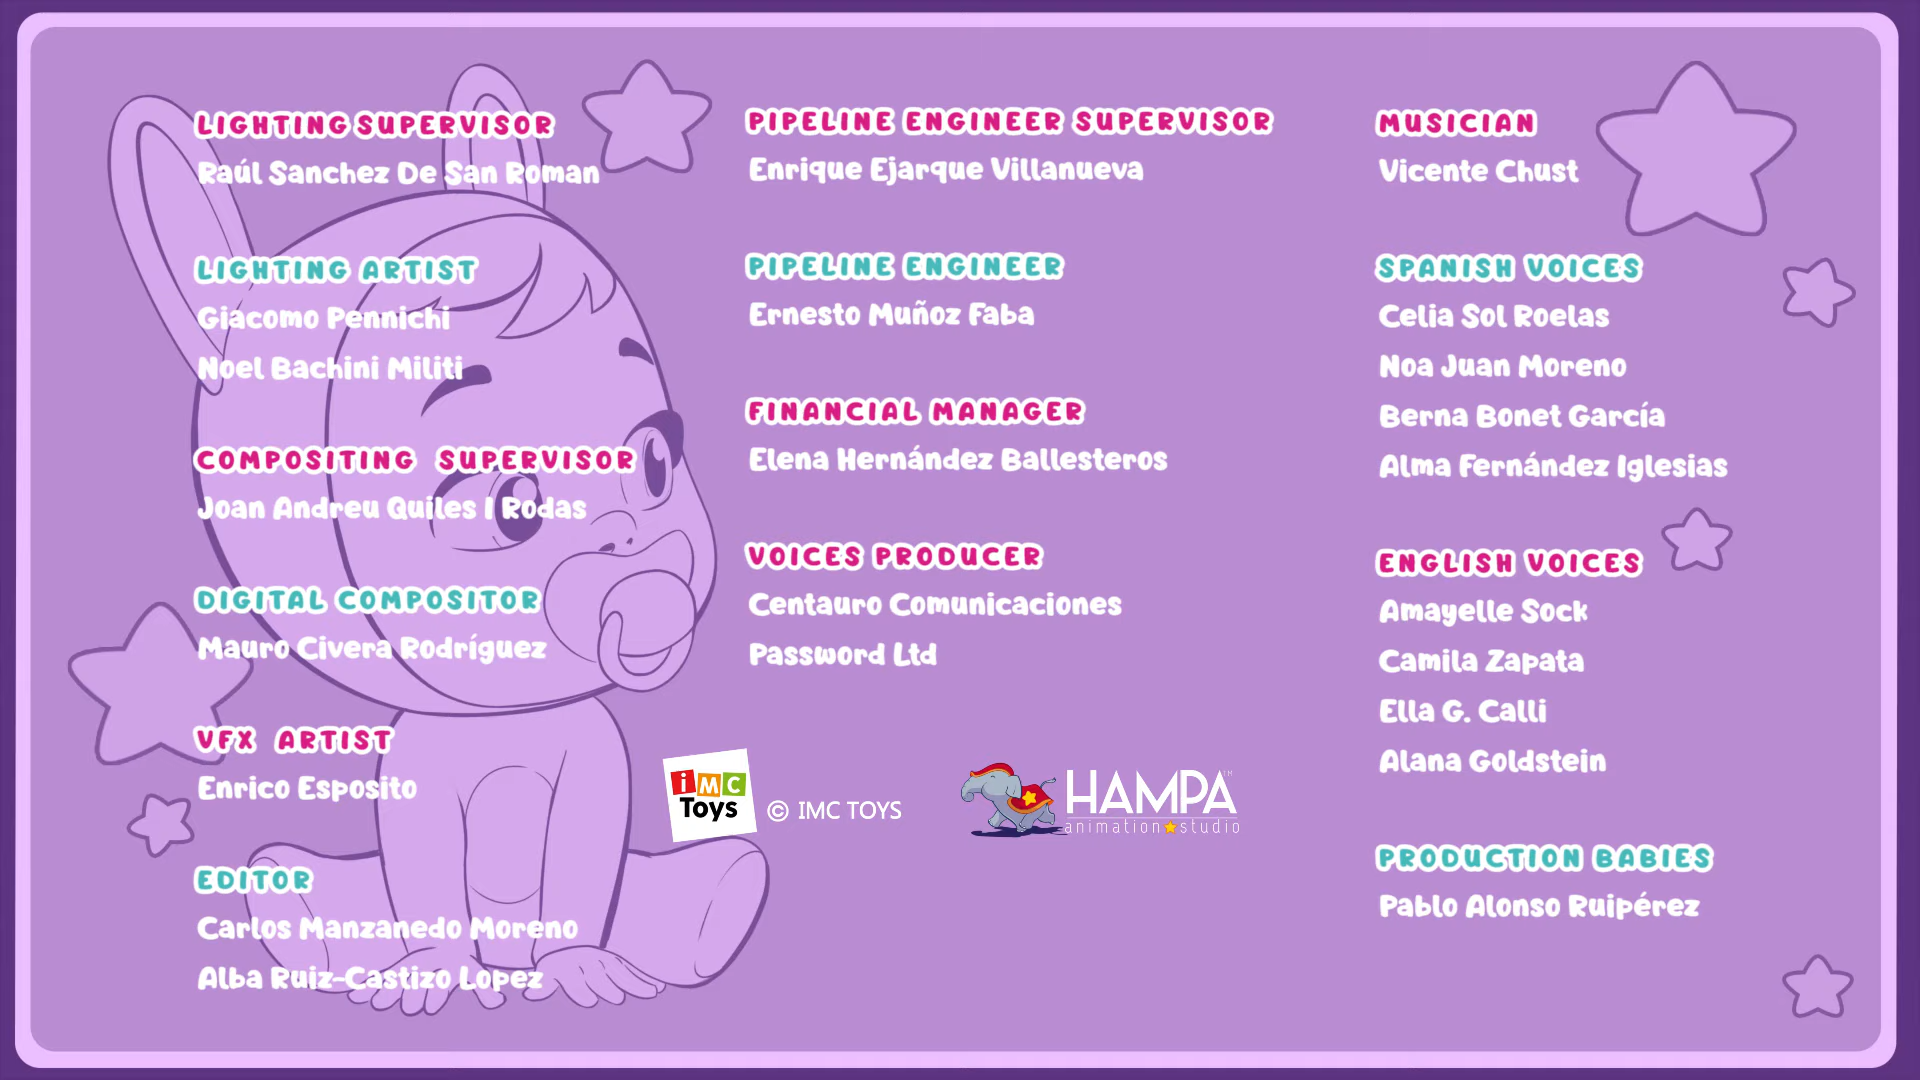 LIGHTING SUPERVISOR
Raúl Sanchez De San Roman
LIGHTING ARTIST
Giacomo Pennichi
Noel Bachini Militi
COMPOSITING SUPERVISOR
Joan Andreu Quiles I Rodas
DIGITAL COMPOSITOR
Mauro Civera Rodríguez
VFX ARTIST
Enrico Esposito
EDITOR
Carlos Manzanedo Moreno
Alba Ruiz-Castizo Lopez
PIPELINE ENGINEER SUPERVISOR
Enrique Ejarque Villanueva
PIPELINE ENGINEER
Ernesto Muñoz Faba
FINANCIAL MANAGER
Elena Hernández Ballesteros
VOICES PRODUCER
Centauro Comunicaciones
Password Ltd
iMC
Toys
© IMC TOYS
HAMPA™
animation studio
MUSICIAN
Vicente Chust
SPANISH VOICES
Celia Sol Roelas
Noa Juan Moreno
Berna Bonet García
Alma Fernández Iglesias
ENGLISH VOICES
Amayelle Sock
Camila Zapata
Ella G. Calli
Alana Goldstein
PRODUCTION BABIES
Pablo Alonso Ruipérez